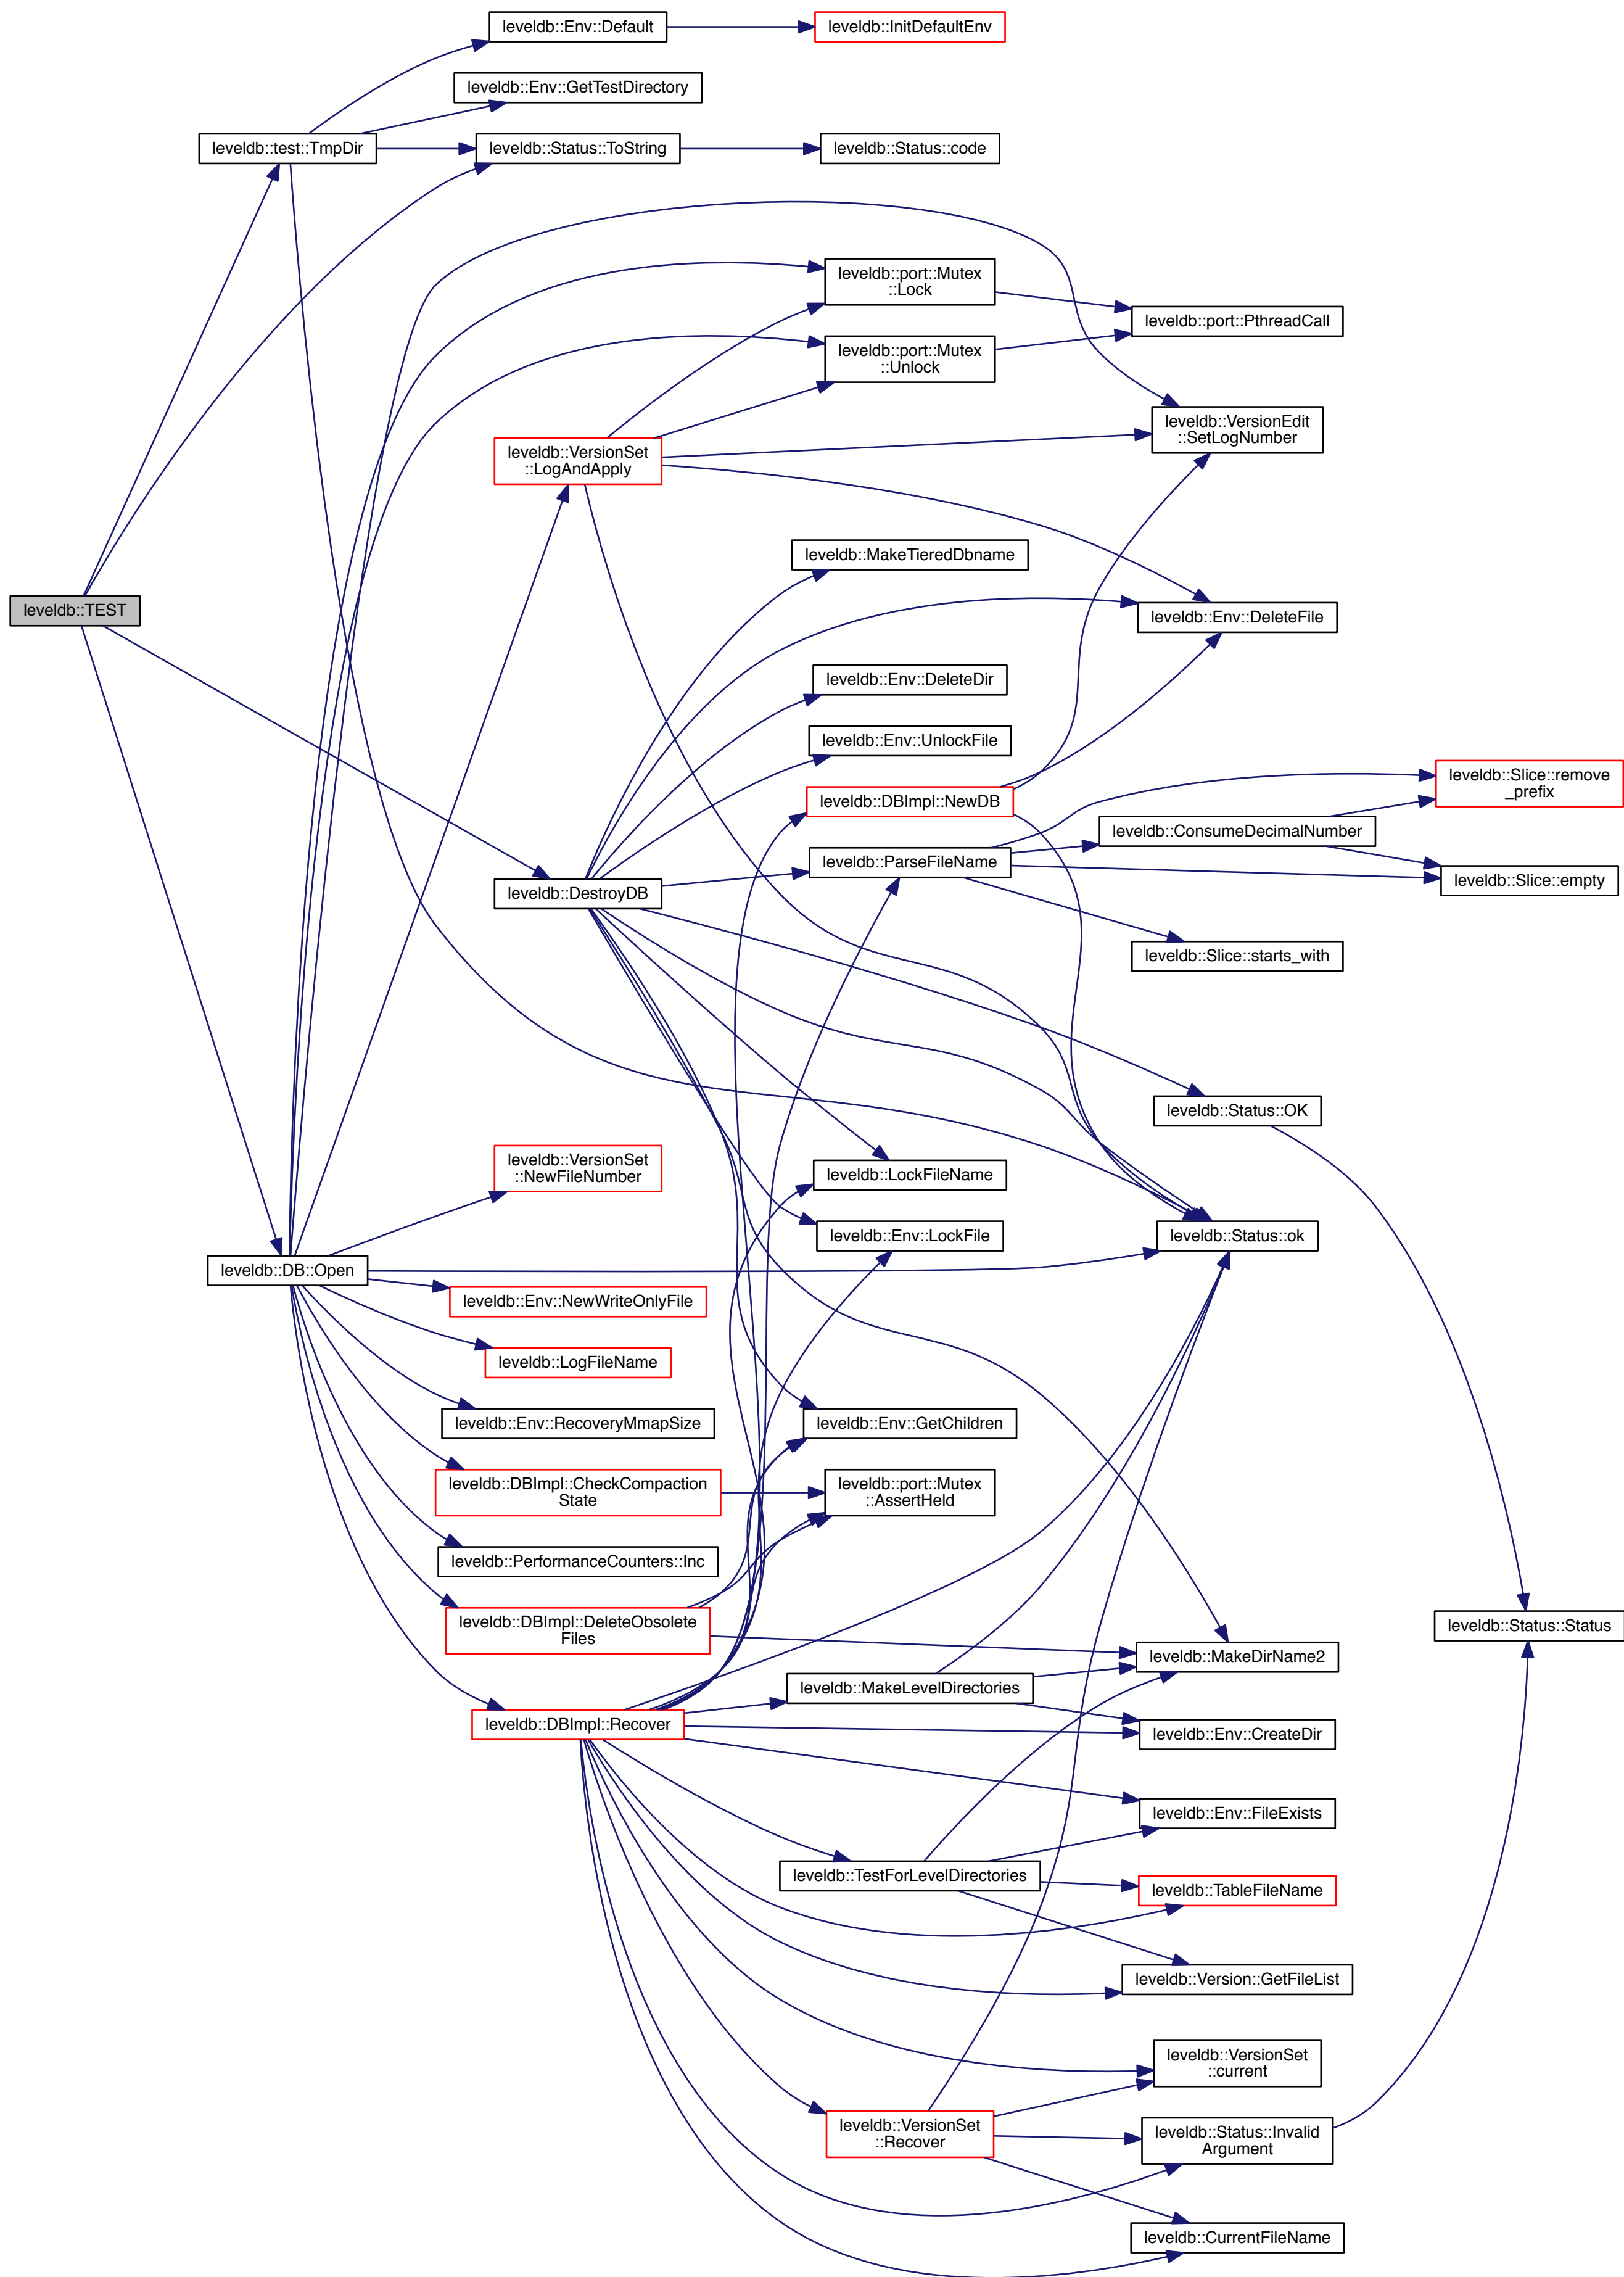 leveldb::Env::Default
leveldb::InitDefaultEnv
leveldb::Env::GetTestDirectory
leveldb::test::TmpDir
leveldb::Status::ToString
leveldb::Status::code
leveldb::port::Mutex
::Lock
leveldb::port::PthreadCall
leveldb::port::Mutex
::Unlock
leveldb::VersionEdit
::SetLogNumber
leveldb::VersionSet
::LogAndApply
leveldb::MakeTieredDbname
leveldb::TEST
leveldb::Env::DeleteFile
leveldb::Env::DeleteDir
leveldb::Env::UnlockFile
leveldb::Slice::remove
_prefix
leveldb::DBImpl::NewDB
leveldb::ConsumeDecimalNumber
leveldb::ParseFileName
leveldb::Slice::empty
leveldb::DestroyDB
leveldb::Slice::starts_with
leveldb::Status::OK
leveldb::VersionSet
::NewFileNumber
leveldb::LockFileName
leveldb::Env::LockFile
leveldb::Status::ok
leveldb::DB::Open
leveldb::Env::NewWriteOnlyFile
leveldb::LogFileName
leveldb::Env::RecoveryMmapSize
leveldb::Env::GetChildren
leveldb::DBImpl::CheckCompaction
State
leveldb::port::Mutex
::AssertHeld
leveldb::PerformanceCounters::Inc
leveldb::DBImpl::DeleteObsolete
Files
leveldb::Status::Status
leveldb::MakeDirName2
leveldb::MakeLevelDirectories
leveldb::DBImpl::Recover
leveldb::Env::CreateDir
leveldb::Env::FileExists
leveldb::TestForLevelDirectories
leveldb::TableFileName
leveldb::Version::GetFileList
leveldb::VersionSet
::current
leveldb::VersionSet
::Recover
leveldb::Status::Invalid
Argument
leveldb::CurrentFileName